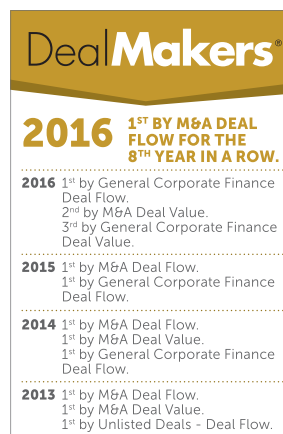 DealMakers®
2016 1ST BY M&A DEAL
FLOW FOR THE
8TH YEAR IN A ROW.
2016 1st by General Corporate Finance
Deal Flow.
2nd by M&A Deal Value.
3rd by General Corporate Finance
Deal Value.
2015 1st by M&A Deal Flow.
1st by General Corporate Finance
Deal Flow.
2014 1st by M&A Deal Flow.
1st by M&A Deal Value.
1st by General Corporate Finance
Deal Flow.
2013 1st by M&A Deal Flow.
1st by M&A Deal Value.
1st by Unlisted Deals - Deal Flow.